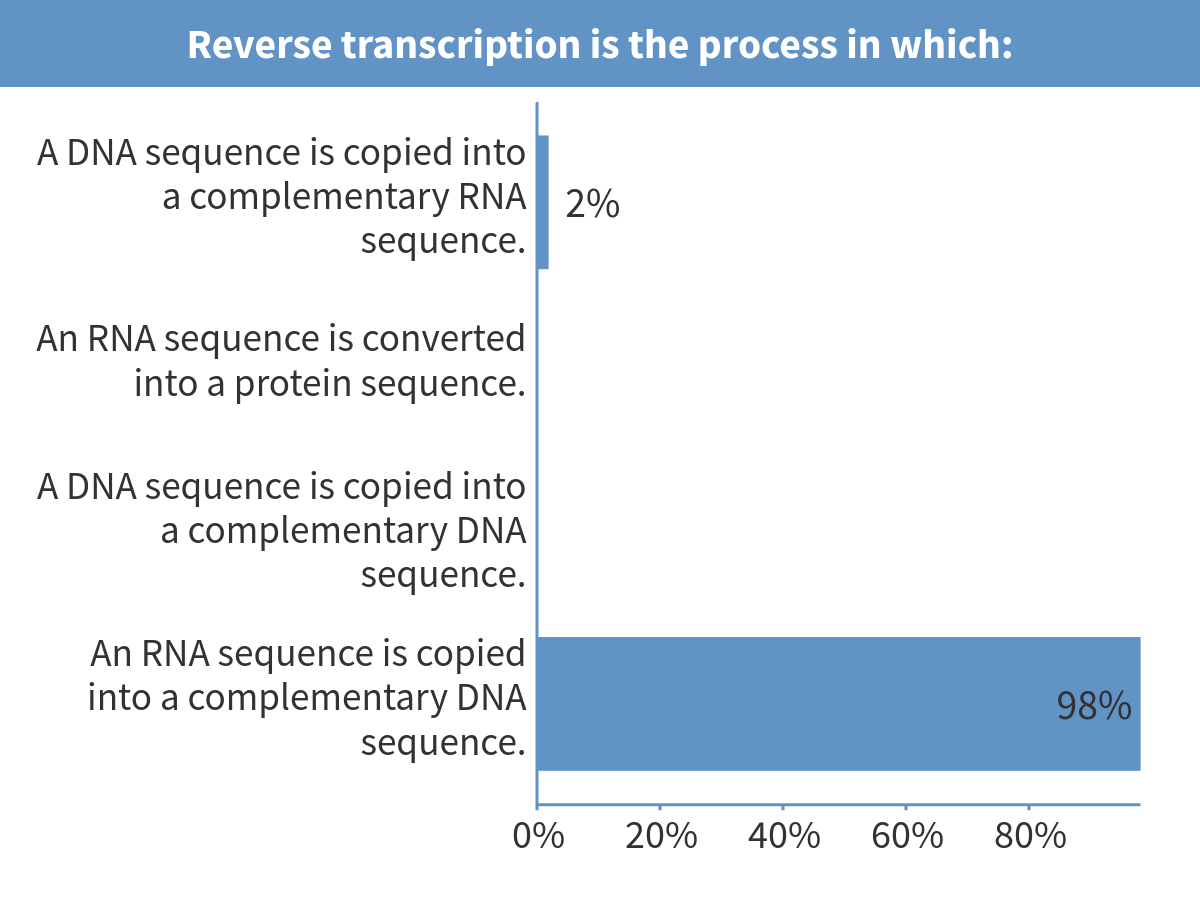 Reverse transcription is the process in which:
A DNA sequence is copied into
a complementary RNA
sequence.
2%
An RNA sequence is converted
into a protein sequence.
A DNA sequence is copied into
a complementary DNA
sequence.
An RNA sequence is copied
into a complementary DNA
sequence.
98%
0% 20% 40% 60% 80%